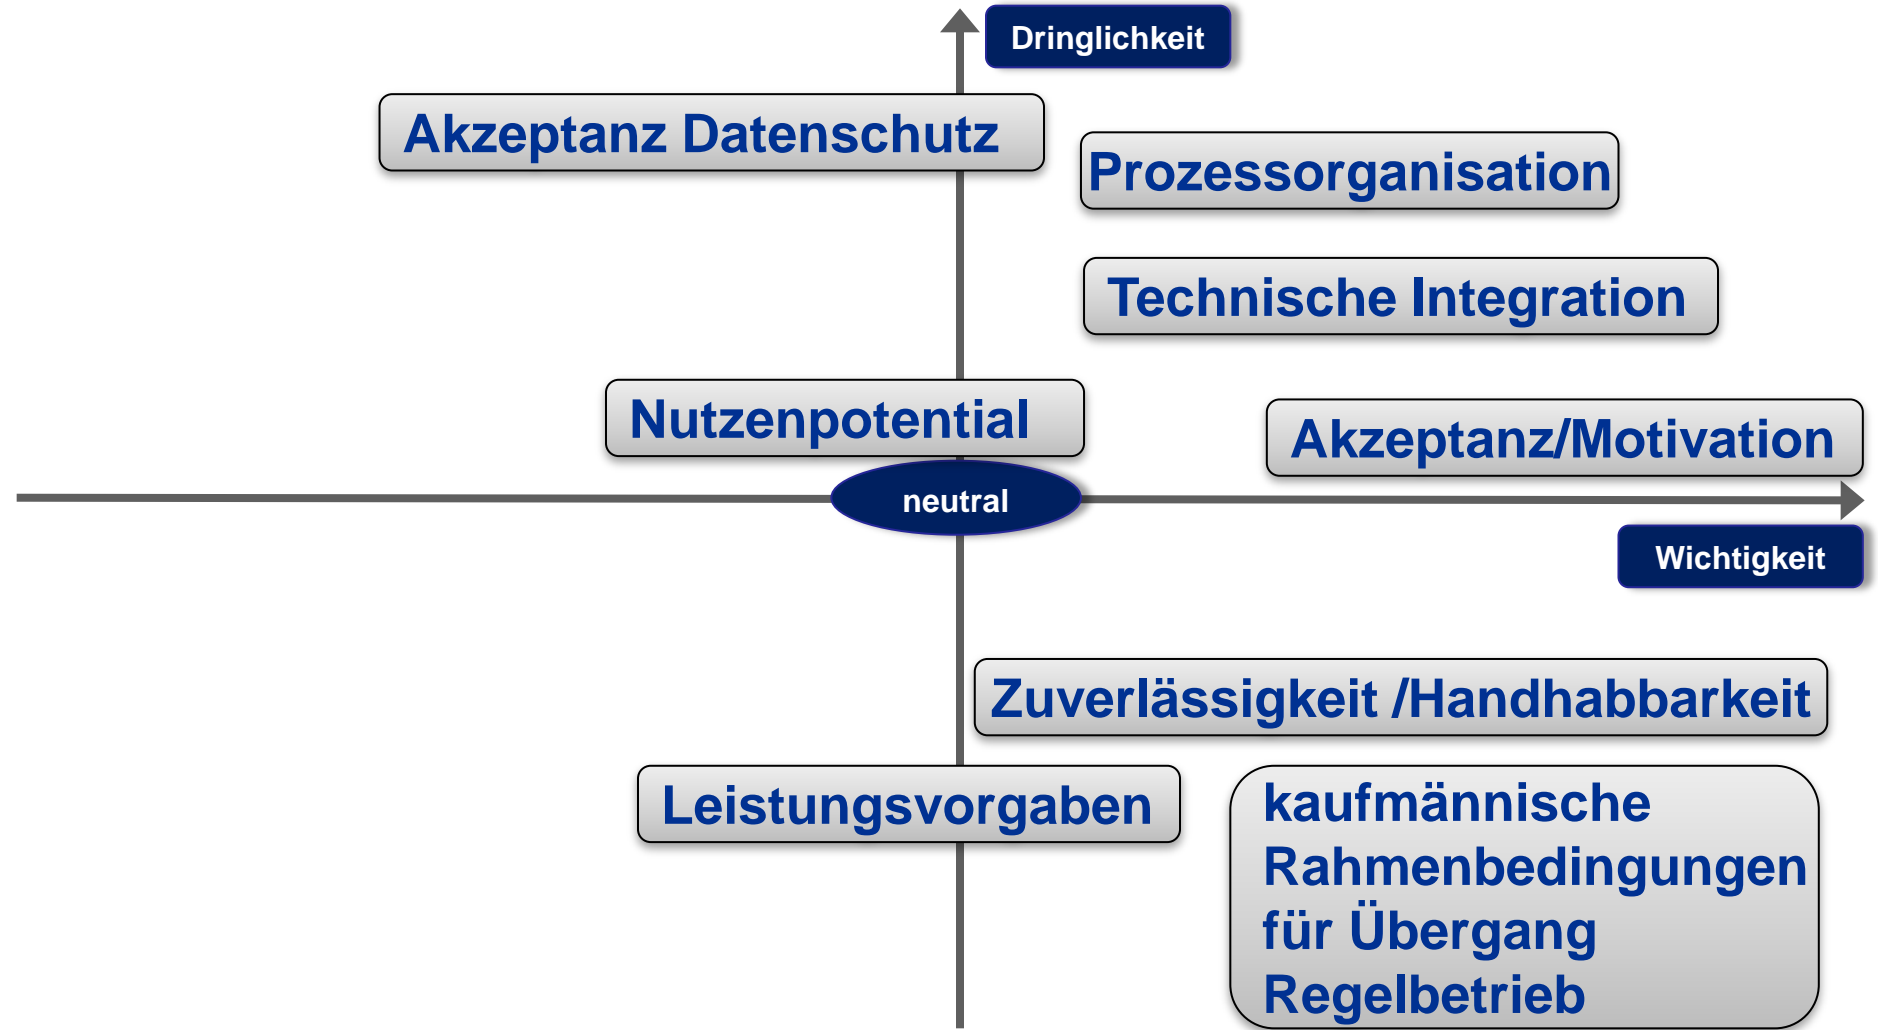 Dringlichkeit
Akzeptanz Datenschutz
Prozessorganisation
Technische Integration
Nutzenpotential
Akzeptanz/Motivation
neutral
Wichtigkeit
Zuverlässigkeit /Handhabbarkeit
Leistungsvorgaben
kaufmännische
Rahmenbedingungen
für Übergang
Regelbetrieb